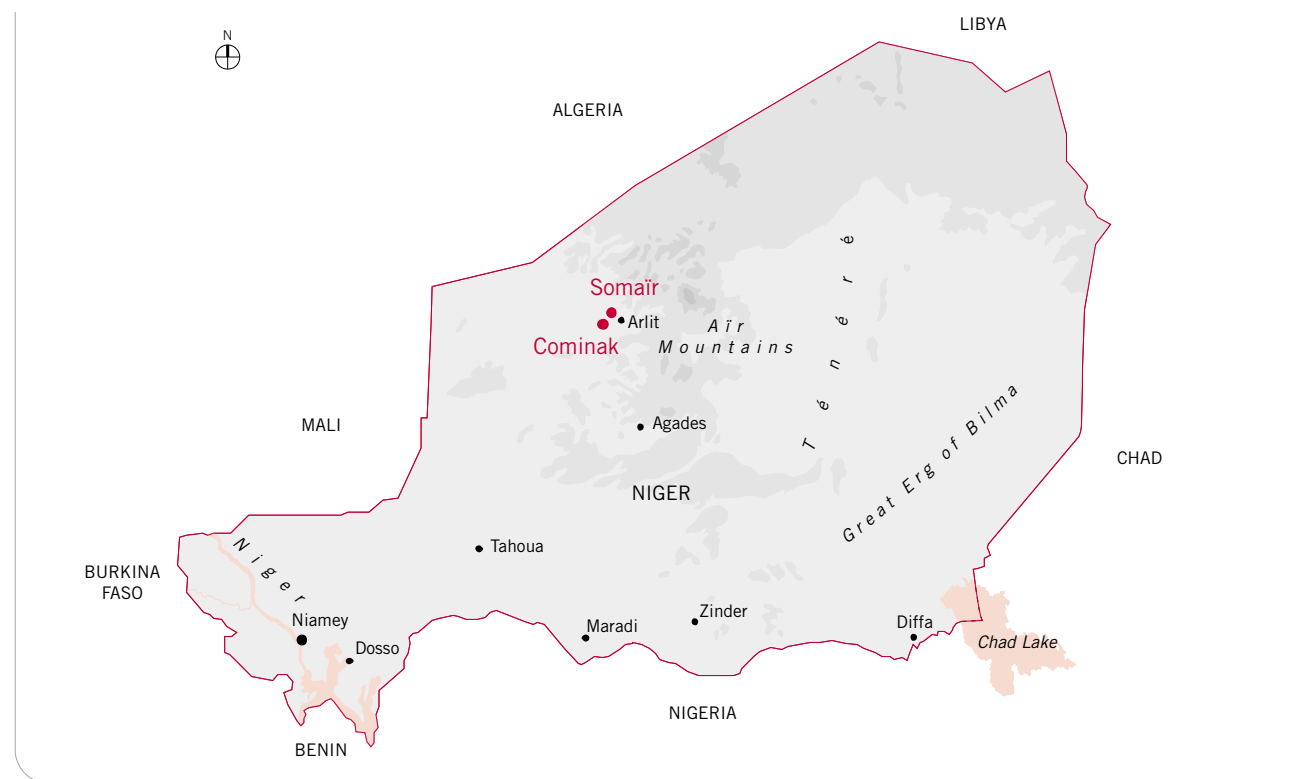 LIBYA
N
ALGERIA
Ténéré
Somaïr
Arlit
Aïr
Mountains
Cominak
Great Erg of Bilma
Agades
MALI
CHAD
NIGER
Niger
Tahoua
BURKINA
FASO
Zinder
Niamey
Maradi
Diffa
Dosso
Chad Lake
NIGERIA
BENIN